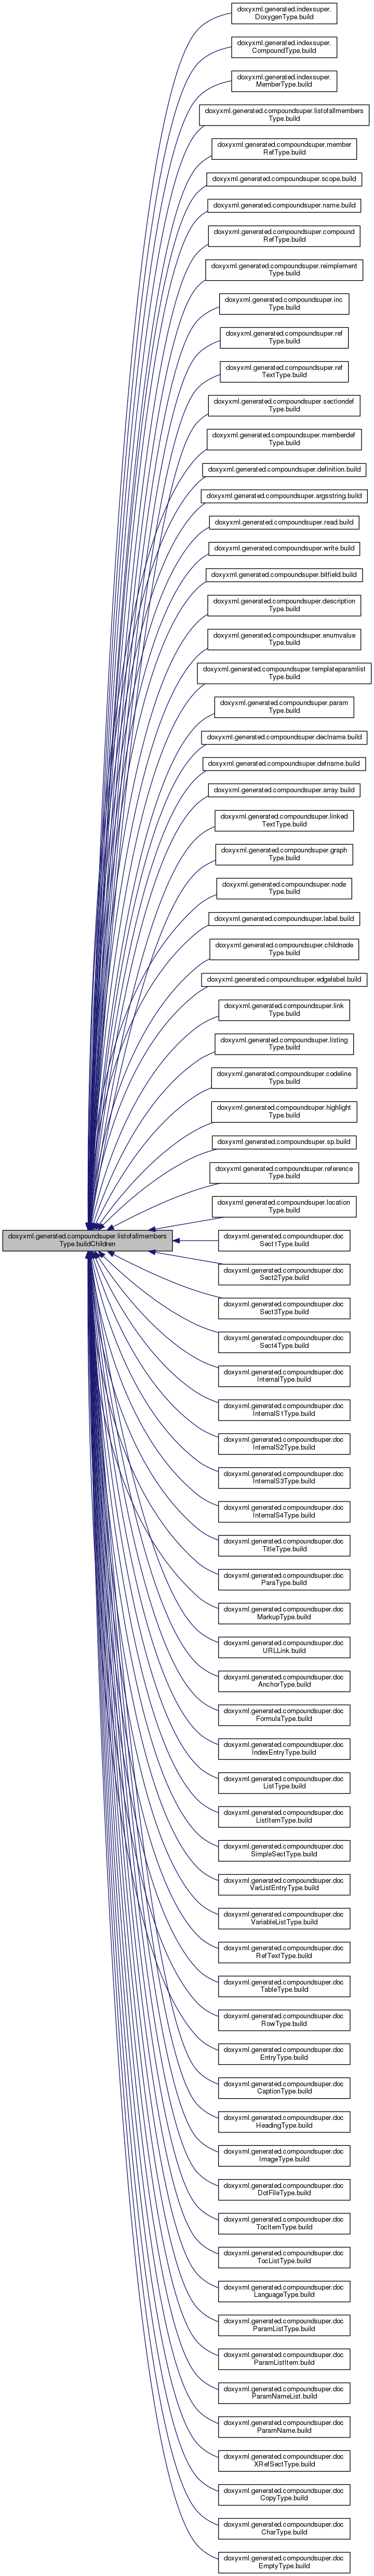 doxyxml.generated.indexsuper.
DoxygenType.build
doxyxml.generated.indexsuper.
CompoundType.build
doxyxml.generated.indexsuper.
MemberType.build
doxyxml.generated.compoundsuper.listofallmembers
Type.build
doxyxml.generated.compoundsuper.member
RefType.build
doxyxml.generated.compoundsuper.scope.build
doxyxml.generated.compoundsuper.name.build
doxyxml.generated.compoundsuper.compound
RefType.build
doxyxml.generated.compoundsuper.reimplement
Type.build
doxyxml.generated.compoundsuper.inc
Type.build
doxyxml.generated.compoundsuper.ref
Type.build
doxyxml.generated.compoundsuper.ref
TextType.build
doxyxml.generated.compoundsuper.sectiondef
Type.build
doxyxml.generated.compoundsuper.memberdef
Type.build
doxyxml.generated.compoundsuper.definition.build
doxyxml.generated.compoundsuper.argsstring.build
doxyxml.generated.compoundsuper.read.build
doxyxml.generated.compoundsuper.write.build
doxyxml.generated.compoundsuper.bitfield.build
doxyxml.generated.compoundsuper.description
Type.build
doxyxml.generated.compoundsuper.enumvalue
Type.build
doxyxml.generated.compoundsuper.templateparamlist
Type.build
doxyxml.generated.compoundsuper.param
Type.build
doxyxml.generated.compoundsuper.declname.build
doxyxml.generated.compoundsuper.defname.build
doxyxml.generated.compoundsuper.array.build
doxyxml.generated.compoundsuper.linked
TextType.build
doxyxml.generated.compoundsuper.graph
Type.build
doxyxml.generated.compoundsuper.node
Type.build
doxyxml.generated.compoundsuper.label.build
doxyxml.generated.compoundsuper.childnode
Type.build
doxyxml.generated.compoundsuper.edgelabel.build
doxyxml.generated.compoundsuper.link
Type.build
doxyxml.generated.compoundsuper.listing
Type.build
doxyxml.generated.compoundsuper.codeline
Type.build
doxyxml.generated.compoundsuper.highlight
Type.build
doxyxml.generated.compoundsuper.sp.build
doxyxml.generated.compoundsuper.reference
Type.build
doxyxml.generated.compoundsuper.location
Type.build
doxyxml.generated.compoundsuper.listofallmembers
Type.buildChildren
doxyxml.generated.compoundsuper.doc
Sect1Type.build
doxyxml.generated.compoundsuper.doc
Sect2Type.build
doxyxml.generated.compoundsuper.doc
Sect3Type.build
doxyxml.generated.compoundsuper.doc
Sect4Type.build
doxyxml.generated.compoundsuper.doc
InternalType.build
doxyxml.generated.compoundsuper.doc
InternalS1Type.build
doxyxml.generated.compoundsuper.doc
InternalS2Type.build
doxyxml.generated.compoundsuper.doc
InternalS3Type.build
doxyxml.generated.compoundsuper.doc
InternalS4Type.build
doxyxml.generated.compoundsuper.doc
TitleType.build
doxyxml.generated.compoundsuper.doc
ParaType.build
doxyxml.generated.compoundsuper.doc
MarkupType.build
doxyxml.generated.compoundsuper.doc
URLLink.build
doxyxml.generated.compoundsuper.doc
AnchorType.build
doxyxml.generated.compoundsuper.doc
FormulaType.build
doxyxml.generated.compoundsuper.doc
IndexEntryType.build
doxyxml.generated.compoundsuper.doc
ListType.build
doxyxml.generated.compoundsuper.doc
ListItemType.build
doxyxml.generated.compoundsuper.doc
SimpleSectType.build
doxyxml.generated.compoundsuper.doc
VarListEntryType.build
doxyxml.generated.compoundsuper.doc
VariableListType.build
doxyxml.generated.compoundsuper.doc
RefTextType.build
doxyxml.generated.compoundsuper.doc
TableType.build
doxyxml.generated.compoundsuper.doc
RowType.build
doxyxml.generated.compoundsuper.doc
EntryType.build
doxyxml.generated.compoundsuper.doc
CaptionType.build
doxyxml.generated.compoundsuper.doc
HeadingType.build
doxyxml.generated.compoundsuper.doc
ImageType.build
doxyxml.generated.compoundsuper.doc
DotFileType.build
doxyxml.generated.compoundsuper.doc
TocItemType.build
doxyxml.generated.compoundsuper.doc
TocListType.build
doxyxml.generated.compoundsuper.doc
LanguageType.build
doxyxml.generated.compoundsuper.doc
ParamListType.build
doxyxml.generated.compoundsuper.doc
ParamListItem.build
doxyxml.generated.compoundsuper.doc
ParamNameList.build
doxyxml.generated.compoundsuper.doc
ParamName.build
doxyxml.generated.compoundsuper.doc
XRefSectType.build
doxyxml.generated.compoundsuper.doc
CopyType.build
doxyxml.generated.compoundsuper.doc
CharType.build
doxyxml.generated.compoundsuper.doc
EmptyType.build